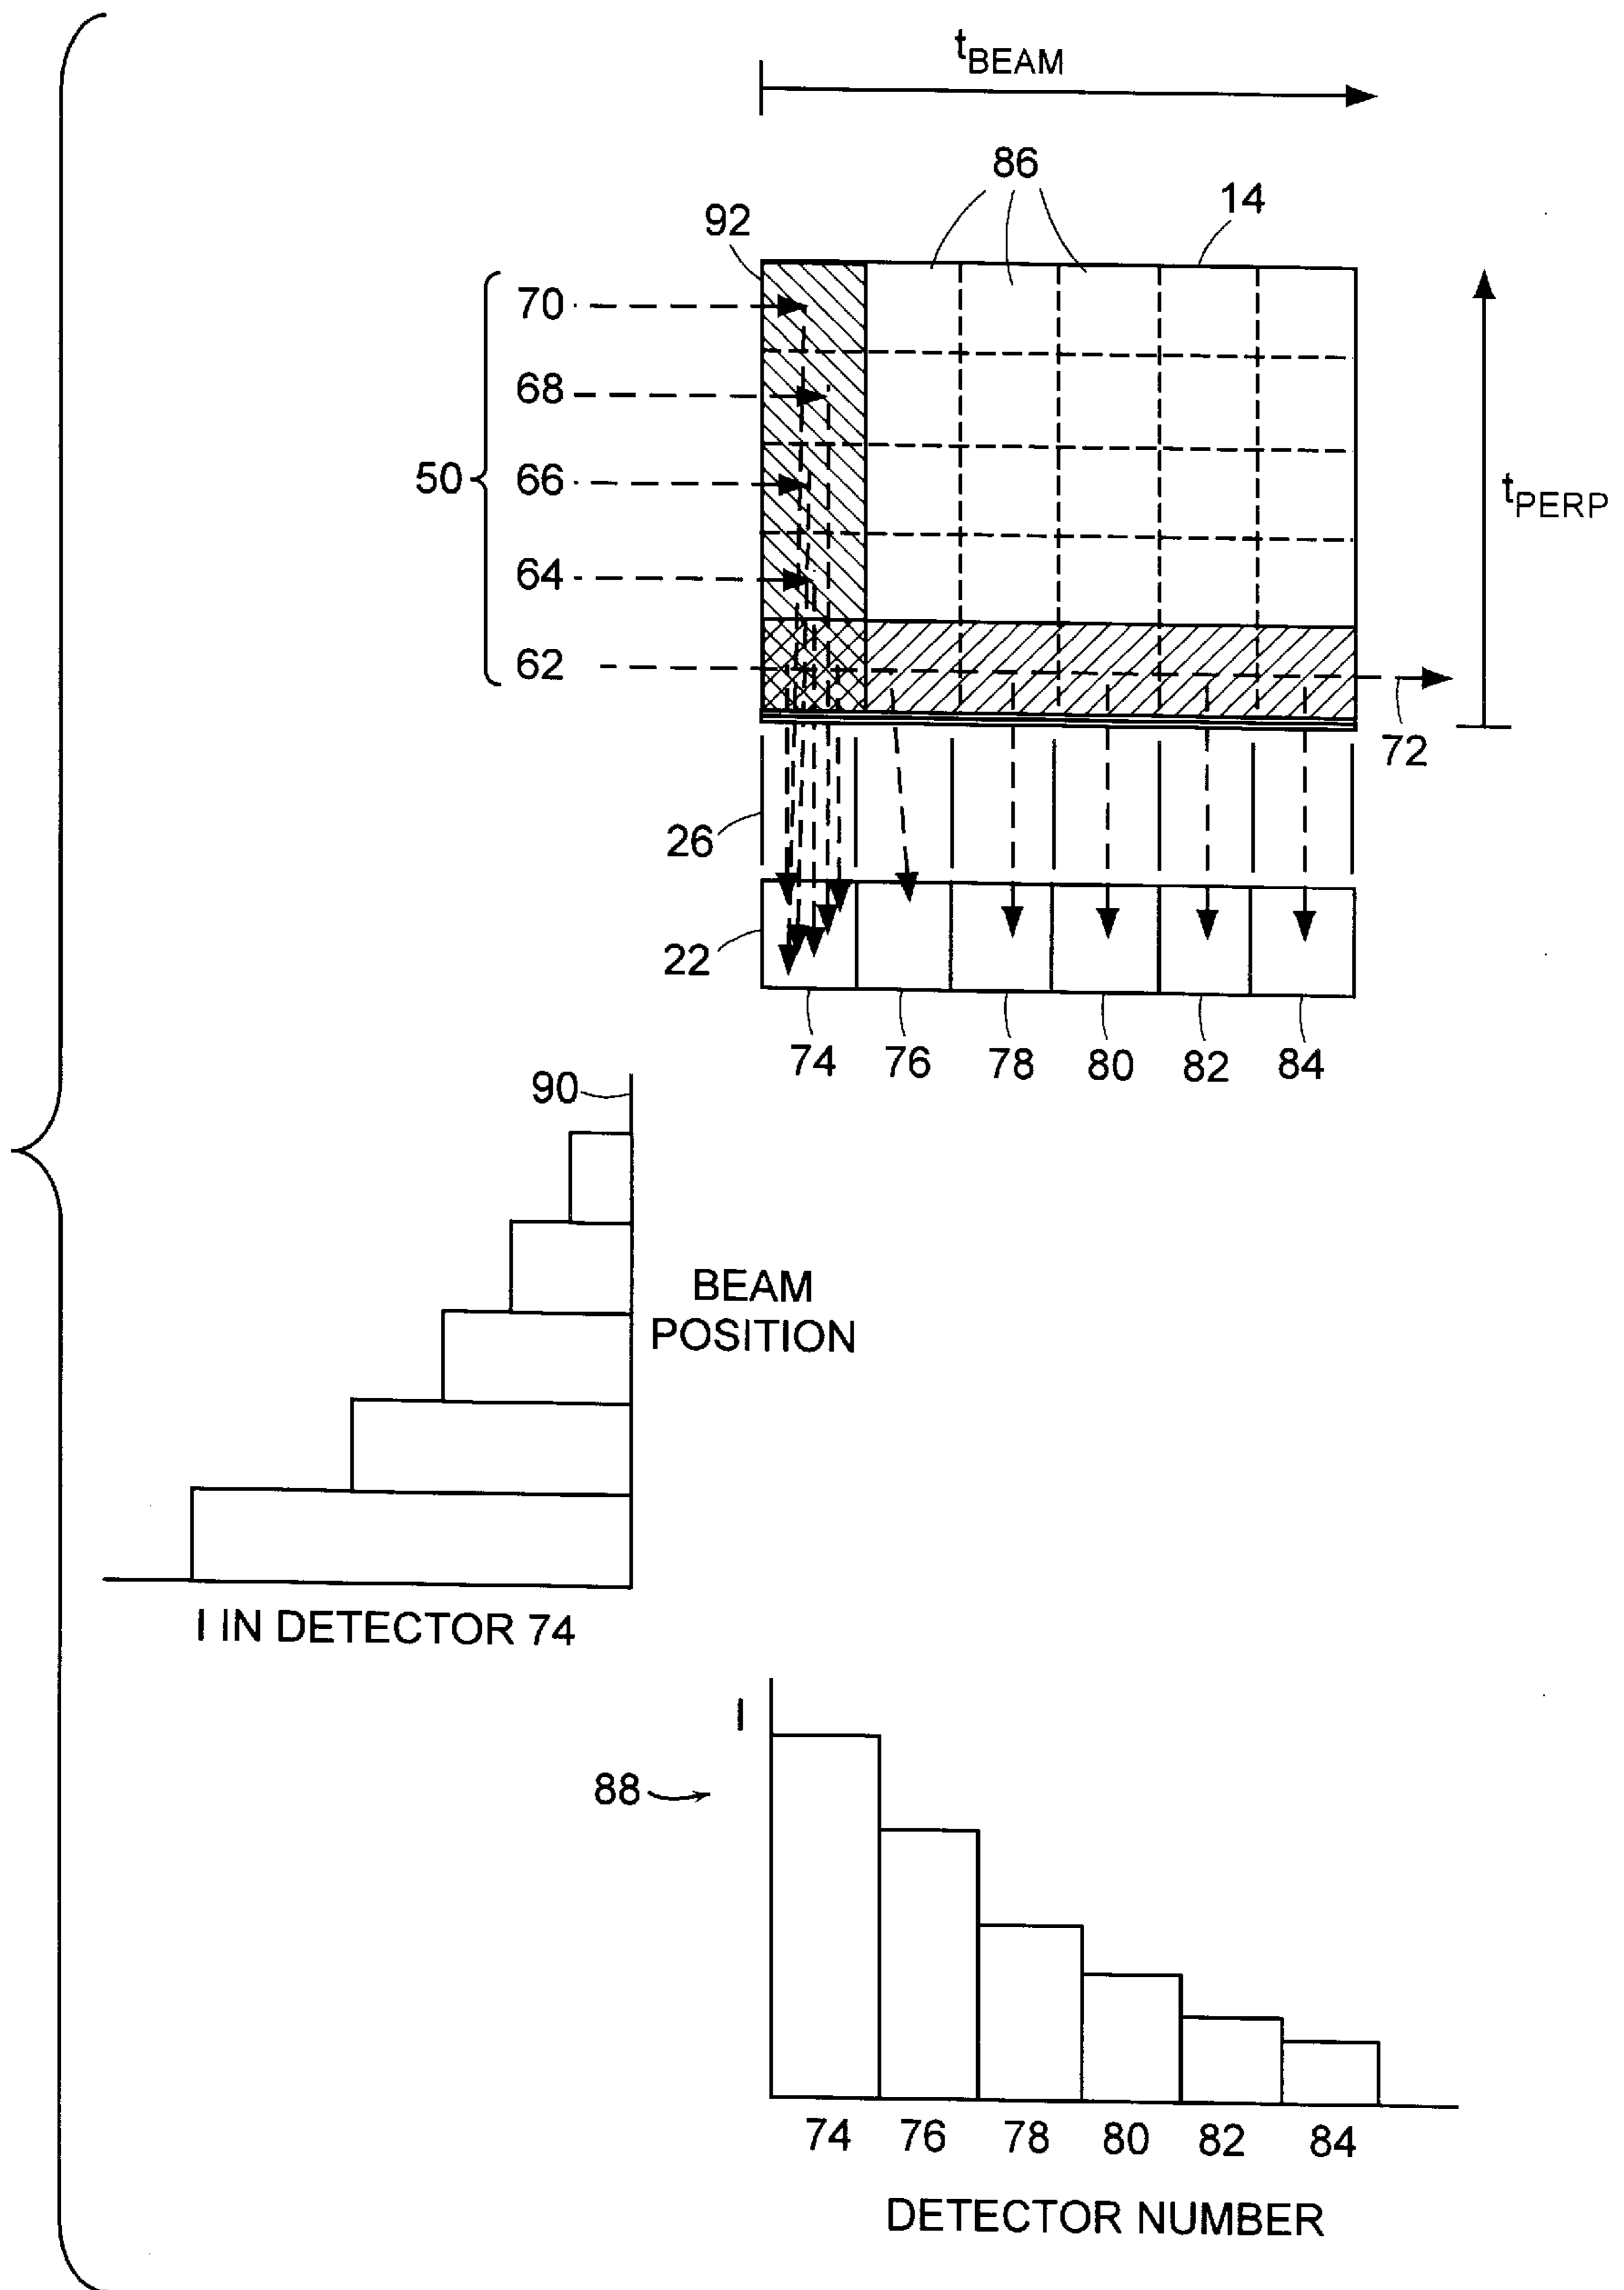 t_BEAM
86
14
92
70
68
50
66
t_PERP
64
62
72
26
22
74 76 78 80 82 84
90
BEAM
POSITION
I IN DETECTOR 74
I
88
74 76 78 80 82 84
DETECTOR NUMBER